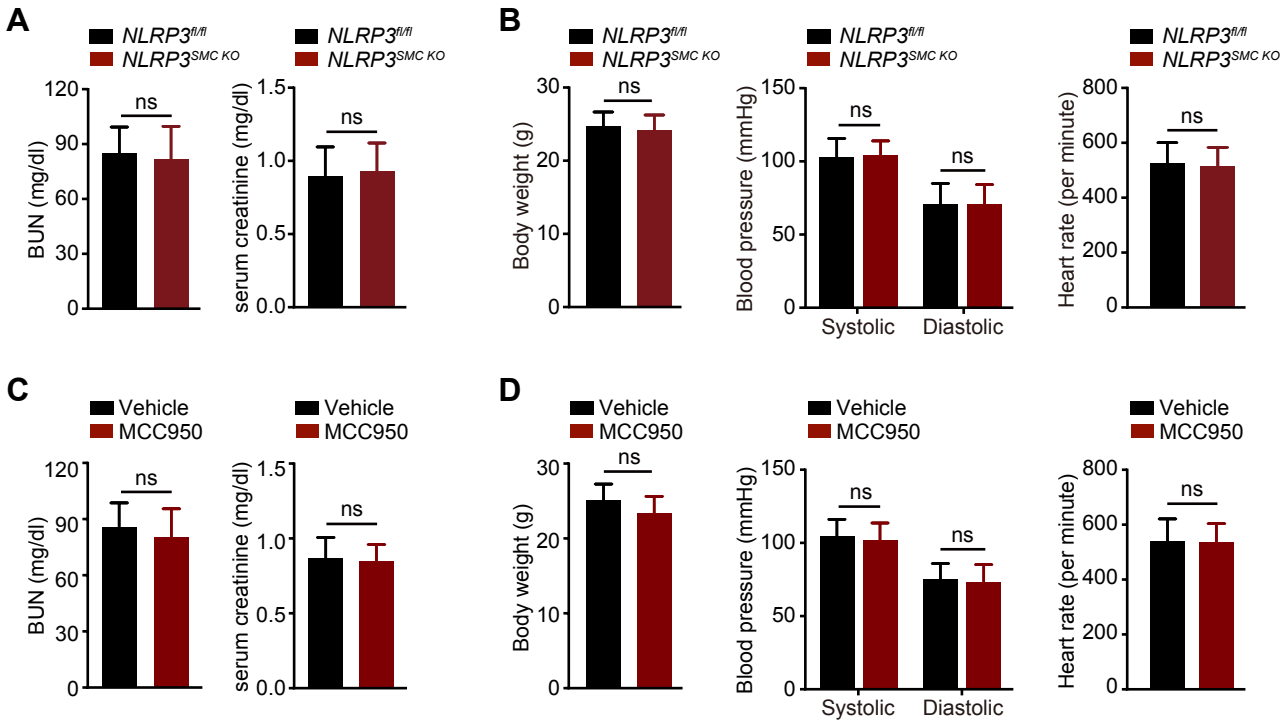 A
NLRP3fl/fl
NLRP3SMC KO
BUN (mg/dl)
120
90
60
30
0
ns
NLRP3fl/fl
NLRP3SMC KO
serum creatinine (mg/dl)
1.5
1.0
0.5
0.0
ns
B
NLRP3fl/fl
NLRP3SMC KO
Body weight (g)
30
20
10
0
ns
NLRP3fl/fl
NLRP3SMC KO
Blood pressure (mmHg)
150
100
50
0
ns
ns
Systolic Diastolic
NLRP3fl/fl
NLRP3SMC KO
Heart rate (per minute)
800
600
400
200
0
ns
C
Vehicle
MCC950
BUN (mg/dl)
120
90
60
30
0
ns
Vehicle
MCC950
serum creatinine (mg/dl)
1.5
1.0
0.5
0.0
ns
D
Vehicle
MCC950
Body weight (g)
30
20
10
0
ns
Vehicle
MCC950
Blood pressure (mmHg)
150
100
50
0
ns
ns
Systolic Diastolic
Vehicle
MCC950
Heart rate (per minute)
800
600
400
200
0
ns